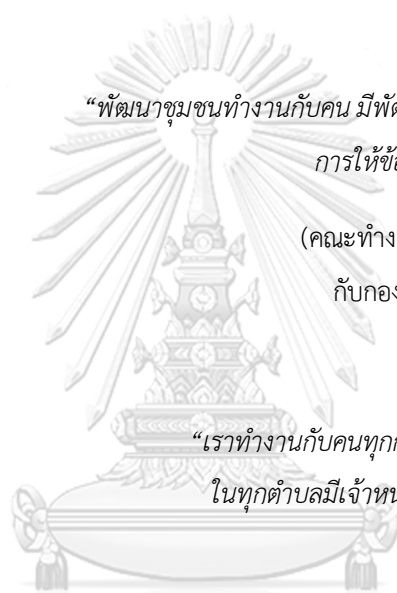 “พัฒนาชุมชนทำงานกับคน มีพัฒ
การให้ข้
(คณะทำง
กับกอง
“เราทำงานกับคนทุก
ในทุกตำบลมีเจ้าหน